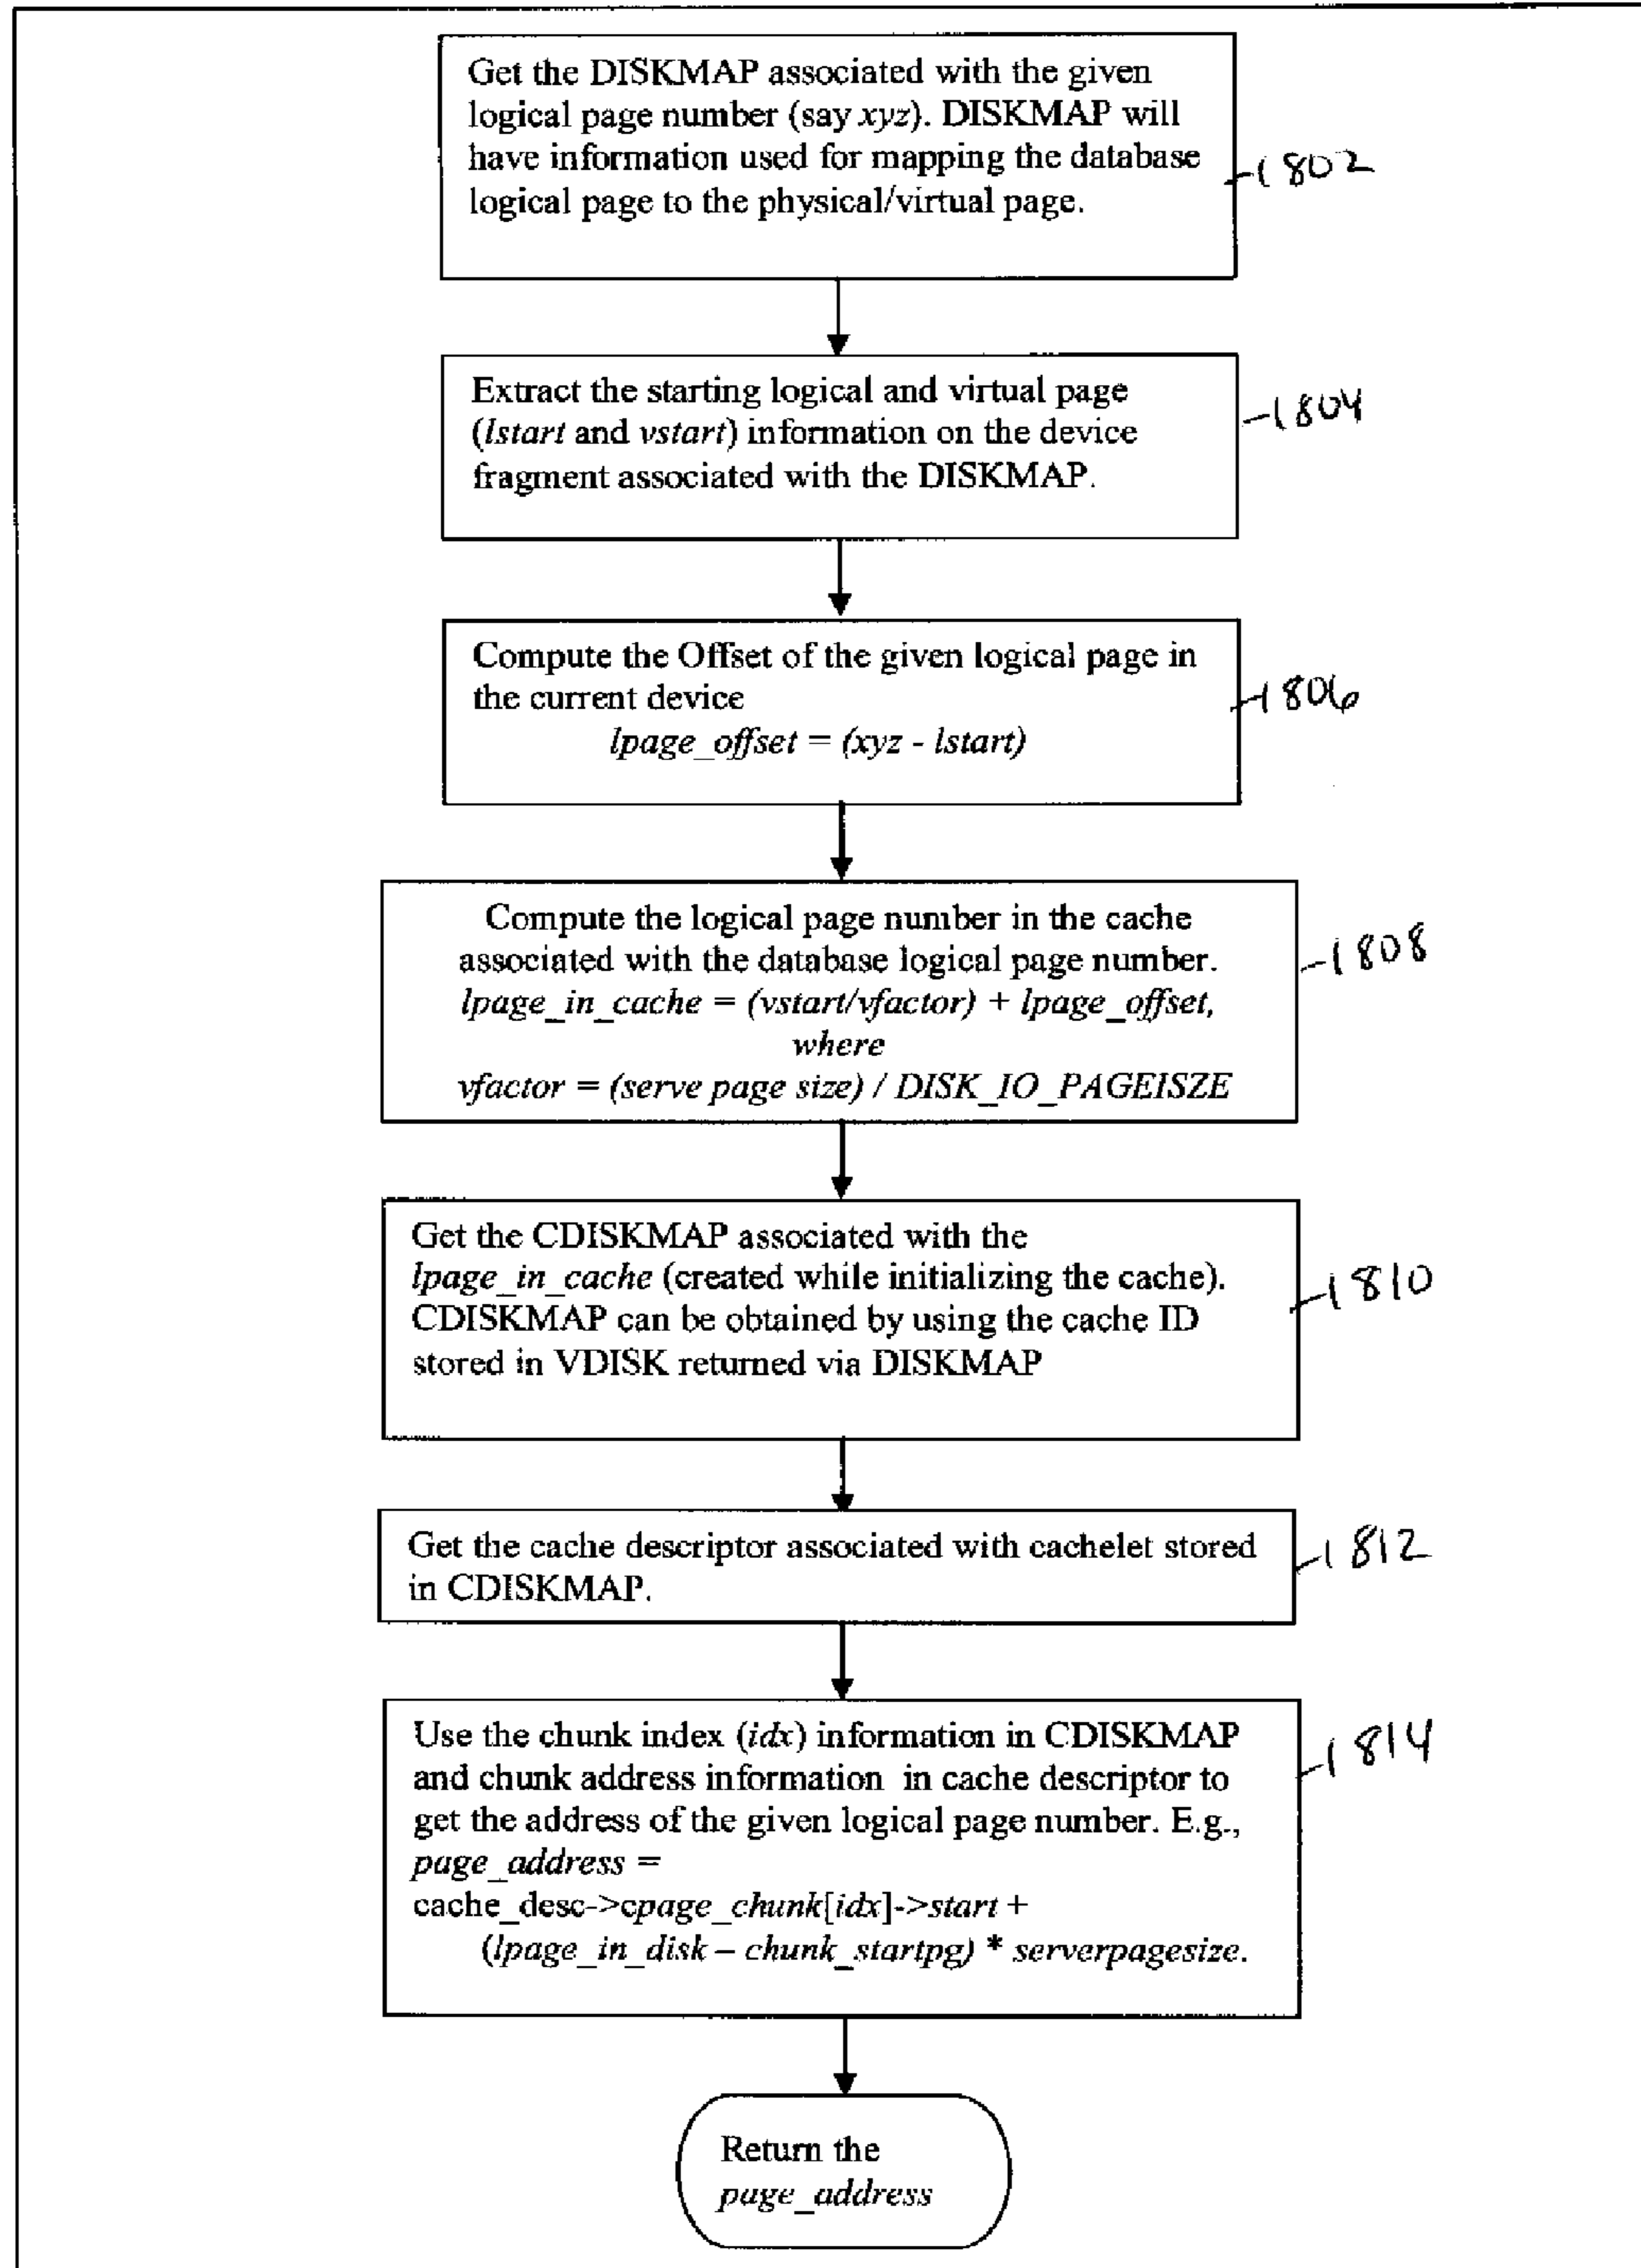 Get the DISKMAP associated with the given
logical page number (say xyz). DISKMAP will
have information used for mapping the database
logical page to the physical/virtual page.
1802
Extract the starting logical and virtual page
(lstart and vstart) information on the device
fragment associated with the DISKMAP.
1804
Compute the Offset of the given logical page in
the current device
lpage_offset = (xyz - lstart)
1806
Compute the logical page number in the cache
associated with the database logical page number.
lpage_in_cache = (vstart/vfactor) + lpage_offset,
where
vfactor = (serve page size) / DISK_IO_PAGEISZE
1808
Get the CDISKMAP associated with the
lpage_in_cache (created while initializing the cache).
CDISKMAP can be obtained by using the cache ID
stored in VDISK returned via DISKMAP
1810
Get the cache descriptor associated with cachelet stored
in CDISKMAP.
1812
Use the chunk index (idx) information in CDISKMAP
and chunk address information in cache descriptor to
get the address of the given logical page number. E.g.,
page_address =
cache_desc->cpage_chunk[idx]->start +
(lpage_in_disk – chunk_startpg) * serverpagesize.
1814
Return the
page_address